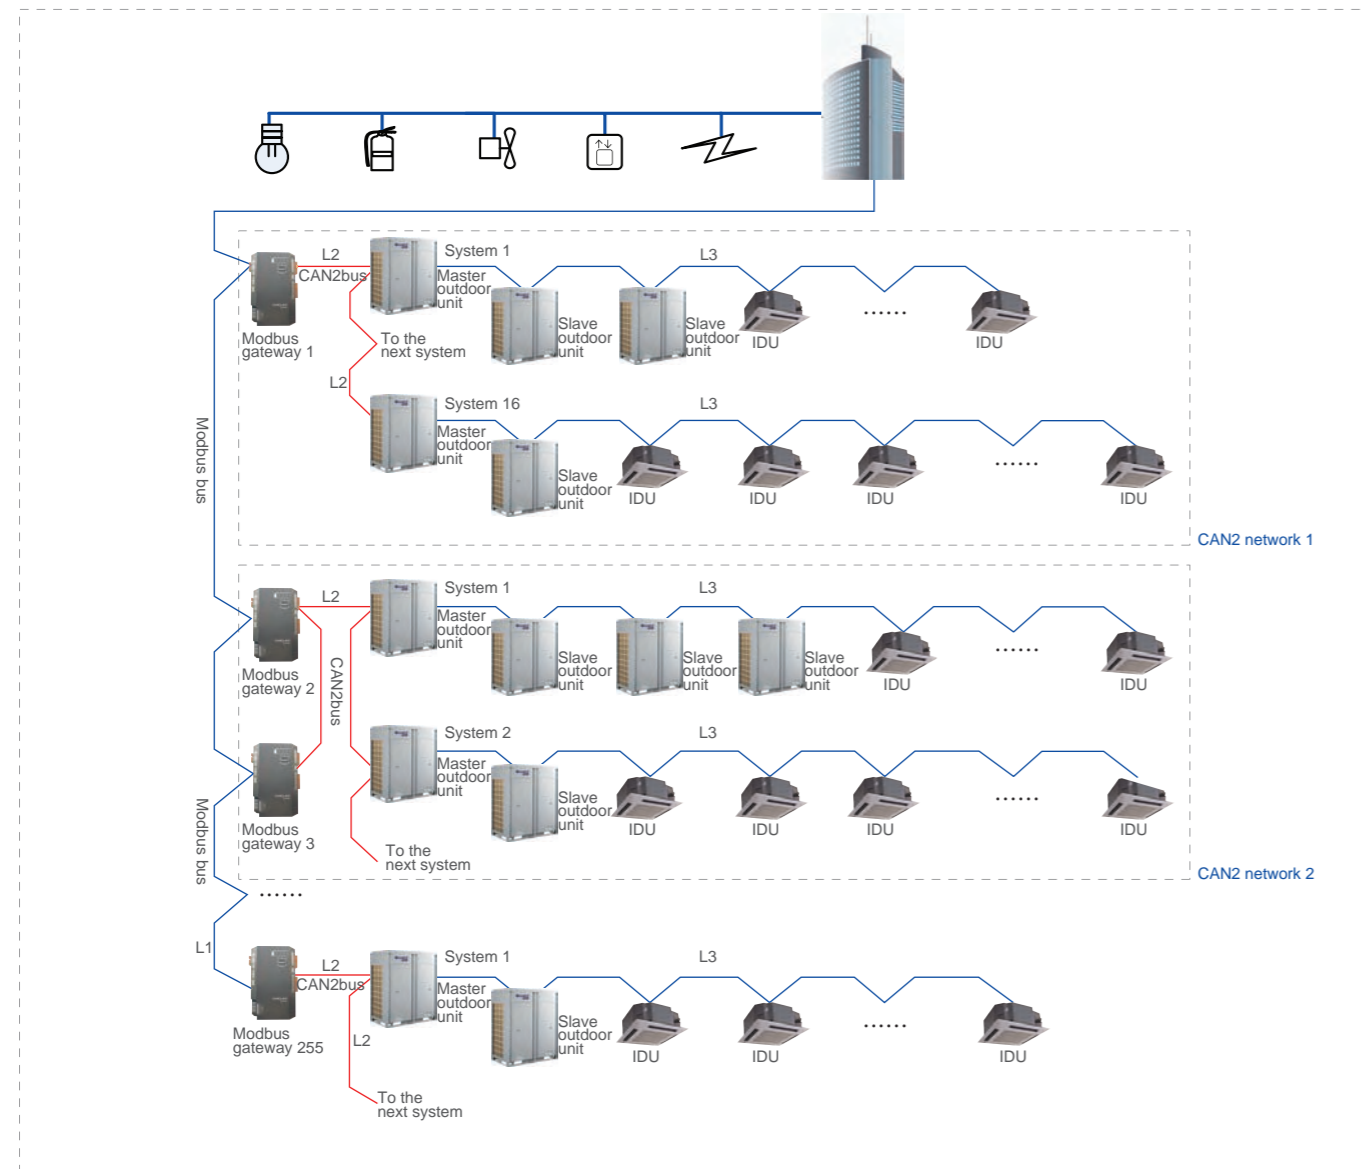 L2
CAN2bus
System 1
Master
outdoor
unit
L3
Slave
outdoor
unit
Slave
outdoor
unit
IDU
......
IDU
Modbus
gateway 1
To the
next system
L2
System 16
Master
outdoor
unit
L3
Slave
outdoor
unit
IDU
IDU
IDU
......
IDU
Modbus bus
CAN2 network 1
L2
System 1
Master
outdoor
unit
L3
Slave
outdoor
unit
Slave
outdoor
unit
Slave
outdoor
unit
IDU
......
IDU
Modbus
gateway 2
CAN2bus
System 2
Master
outdoor
unit
L3
Slave
outdoor
unit
IDU
IDU
IDU
......
IDU
Modbus
gateway 3
Modbus bus
To the
next system
CAN2 network 2
......
L1
L2
CAN2bus
System 1
Master
outdoor
unit
L3
Slave
outdoor
unit
IDU
IDU
......
IDU
Modbus
gateway 255
L2
To the
next system